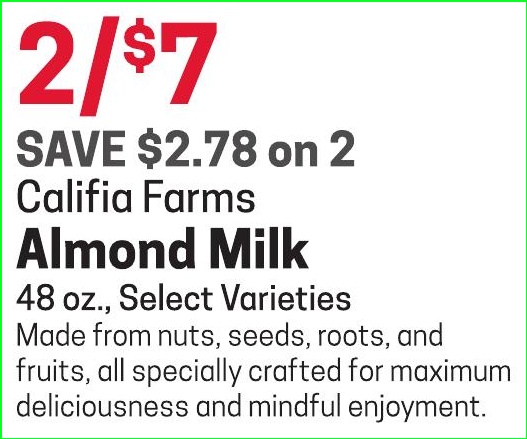 2/$7
SAVE $2.78 on 2
Califia Farms
Almond Milk
48 oz., Select Varieties
Made from nuts, seeds, roots, and
fruits, all specially crafted for maximum
deliciousness and mindful enjoyment.